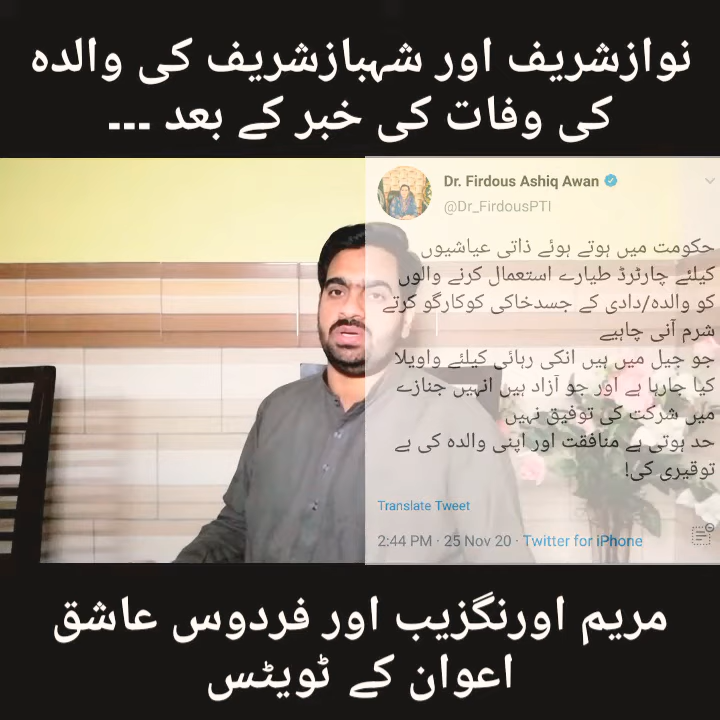 نوازشریف اور شہبازشریف کی والدہ
کی وفات کی خبر کے بعد ...
Dr. Firdous Ashiq Awan
@Dr_FirdousPTI
حکومت میں ہوتے ہوئے ذاتی عیاشیوں
کیلئے چارٹرڈ طیارے استعمال کرنے والوں
کو والدہ/دادی کے جسدخاکی کوکارگو کرتے
شرم آنی چاہیے
جو جیل میں ہیں انکی رہائی کیلئے واویلا
کیا جارہا ہے اور جو آزاد ہیں انہیں جنازے
میں شرکت کی توفیق نہیں
حد ہوتی ہے منافقت اور اپنی والدہ کی بے
توقیری کی!
Translate Tweet
2:44 PM · 25 Nov 20 · Twitter for iPhone
مریم اورنگزیب اور فردوس عاشق
اعوان کے ٹویٹس